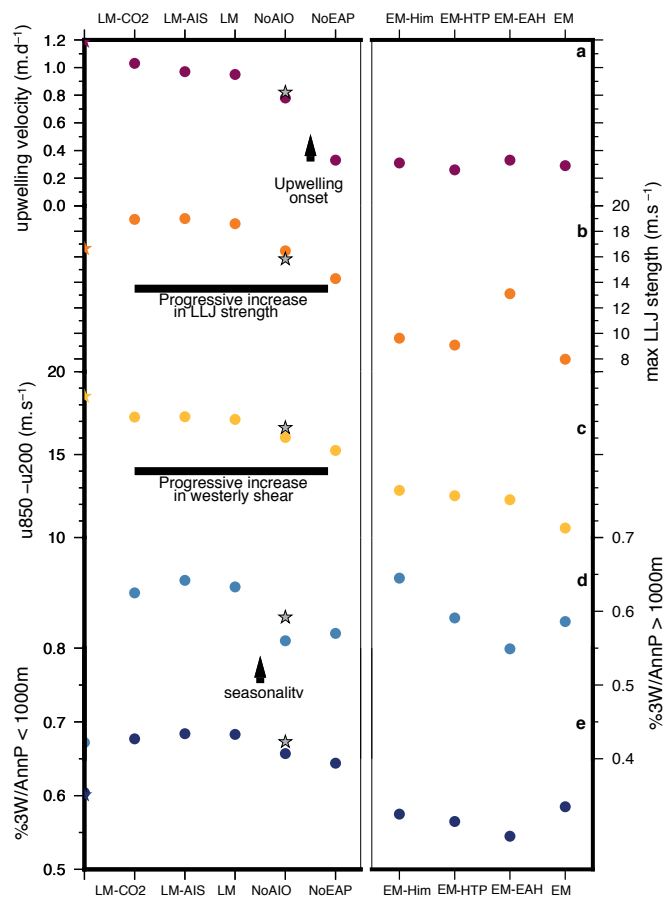 LM-CO2 LM-AIS LM NoAIO NoEAP EM-Him EM-HTP EM-EAH EM
a
upwelling velocity (m.d⁻¹)
1.2
1.0
0.8
0.6
0.4
0.2
0.0
Upwelling
onset
b
max LLJ strength (m.s⁻¹)
20
18
16
14
12
10
8
Progressive increase
in LLJ strength
c
u850 –u200 (m.s⁻¹)
20
15
10
Progressive increase
in westerly shear
d
%3W/AnnP > 1000m
0.7
0.6
0.5
0.4
seasonality
e
%3W/AnnP < 1000m
0.8
0.7
0.6
0.5
LM-CO2 LM-AIS LM NoAIO NoEAP EM-Him EM-HTP EM-EAH EM